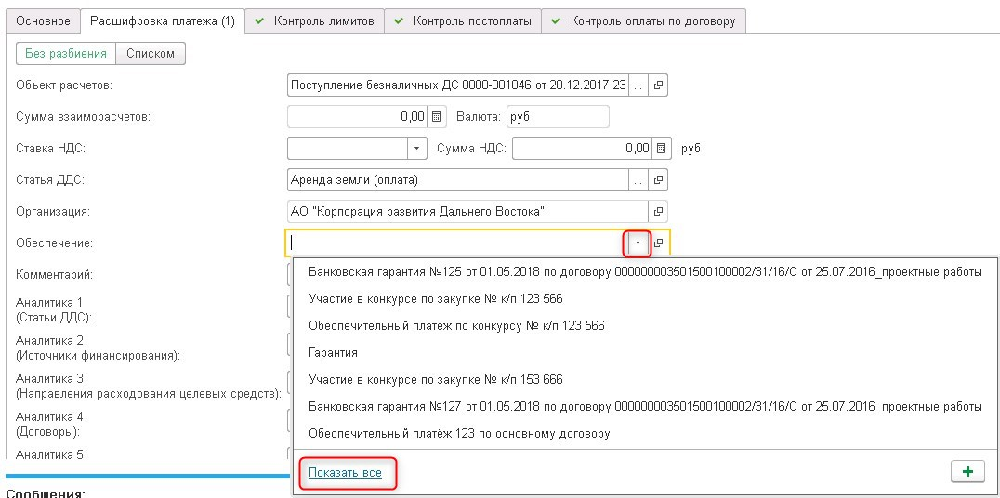 Основное Расшифровка платежа (1) Контроль лимитов Контроль постоплаты Контроль оплаты по договору
Без разбиения Списком
Объект расчетов: Поступление безналичных ДС 0000-001046 от 20.12.2017 23 ...
Сумма взаиморасчетов: 0,00 Валюта: руб
Ставка НДС: Сумма НДС: 0,00 руб
Статья ДДС: Аренда земли (оплата) ...
Организация: АО "Корпорация развития Дальнего Востока"
Обеспечение:
Комментарий:
Банковская гарантия №125 от 01.05.2018 по договору 000000003501500100002/31/16/С от 25.07.2016_проектные работы
Аналитика 1
(Статьи ДДС):
Участие в конкурсе по закупке № к/п 123 566
Обеспечительный платеж по конкурсу № к/п 123 566
Аналитика 2
(Источники финансирования):
Гарантия
Аналитика 3
(Направления расходования целевых средств):
Участие в конкурсе по закупке № к/п 153 666
Банковская гарантия №127 от 01.05.2018 по договору 000000003501500100002/31/16/С от 25.07.2016_проектные работы
Аналитика 4
(Договоры):
Обеспечительный платёж 123 по основному договору
Аналитика 5
Показать все
Сообщения: